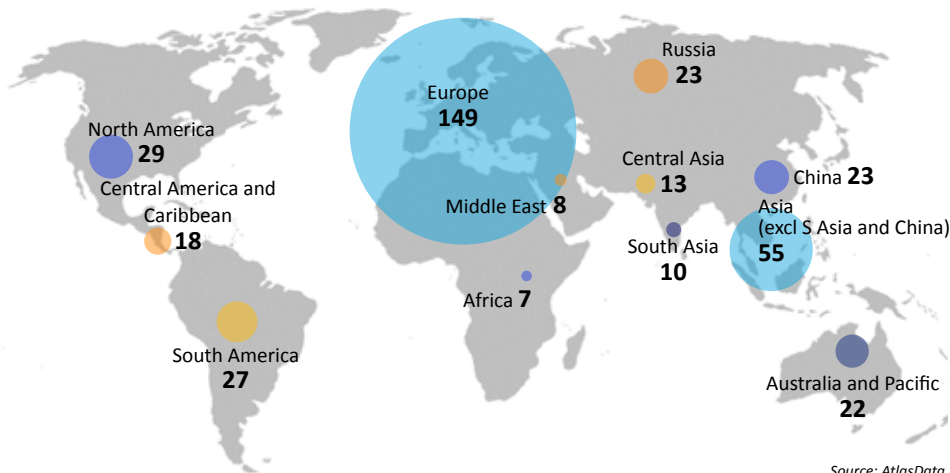 Russia
23
Europe
149
North America
29
Central Asia
13
China 23
Central America and
Caribbean
18
Middle East 8
Asia
(excl S Asia and China)
55
South Asia
10
Africa 7
South America
27
Australia and Pacific
22
Source: AtlasData